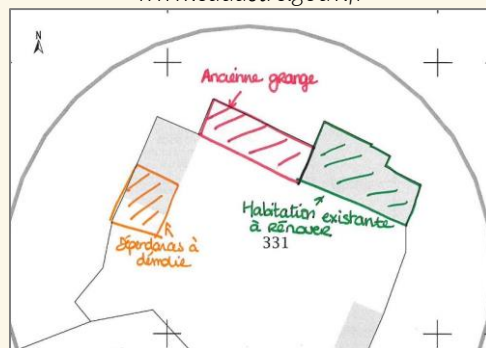 N
Ancienne grange
Habitation existante
à rénover
331
Dépendances à
démolir